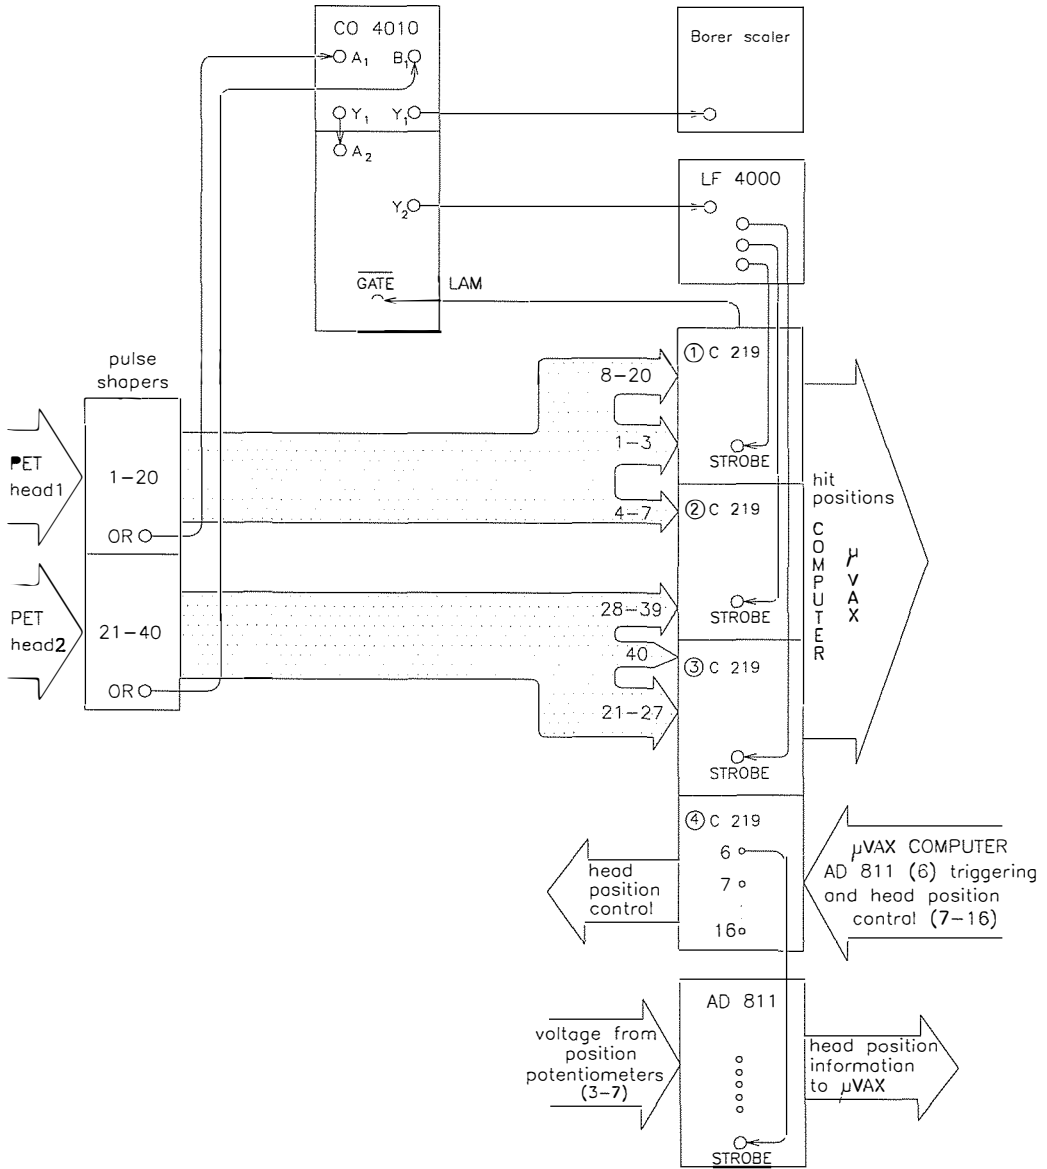 CO 4010
A1 B1
Y1 Y1
A2
Y2
GATE
LAM
Borer scaler
LF 4000
pulse
shapers
PET
head1
1-20
OR
PET
head2
21-40
OR
8-20
1-3
4-7
28-39
40
21-27
① C 219
STROBE
② C 219
STROBE
③ C 219
STROBE
hit
positions
COMPUTER
μVAX
④ C 219
6
7
16
head
position
control
μVAX COMPUTER
AD 811 (6) triggering
and head position
control (7-16)
AD 811
STROBE
voltage from
position
potentiometers
(3-7)
head position
information
to μVAX